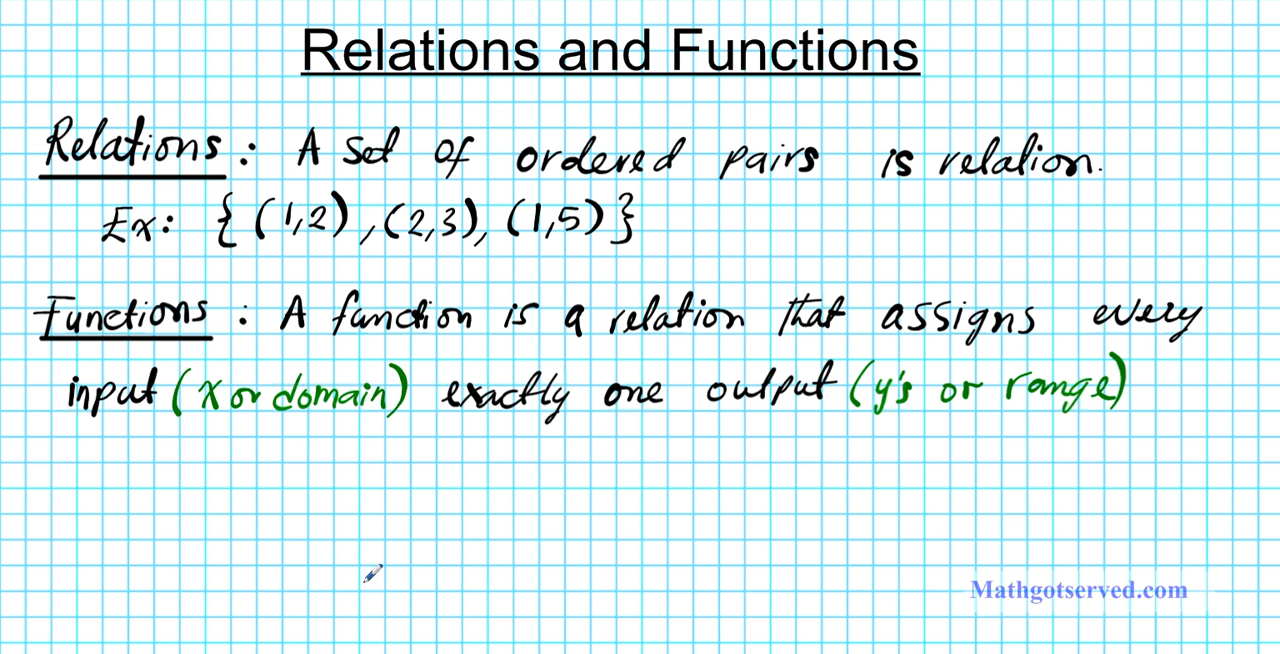 Relations and Functions
Relations: A set of ordered pairs is relation.
Ex: {(1,2),(2,3),(1,5)}
Functions: A function is a relation that assigns every
input (x or domain) exactly one output (y's or range)
Mathgotserved.com